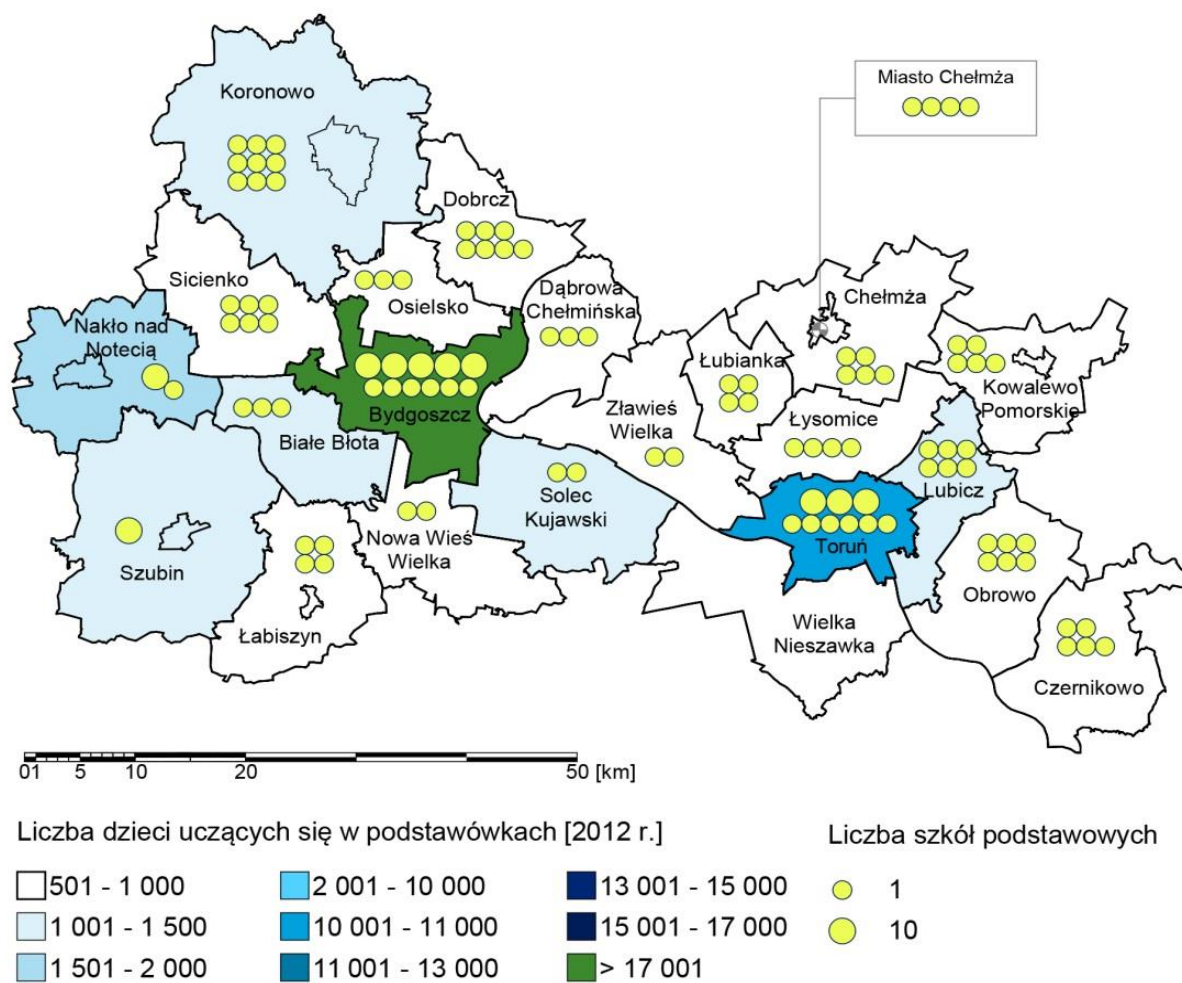 Miasto Chełmża
Koronowo
Dobrcz
Sicienko
Osielsko
Dąbrowa
Chełmińska
Chełmża
Nakło nad
Notecią
Łubianka
Kowalewo
Pomorskie
Bydgoszcz
Zławieś
Wielka
Łysomice
Białe Błota
Lubicz
Solec
Kujawski
Nowa Wieś
Wielka
Toruń
Szubin
Obrowo
Łabiszyn
Wielka
Nieszawka
Czernikowo
01 5 10 20 50 [km]
Liczba dzieci uczących się w podstawówkach [2012 r.]
501 - 1 000
1 001 - 1 500
1 501 - 2 000
2 001 - 10 000
10 001 - 11 000
11 001 - 13 000
13 001 - 15 000
15 001 - 17 000
> 17 001
Liczba szkół podstawowych
1
10